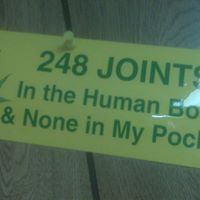 248 JOINTS
In the Human Bo
& None in My Pock